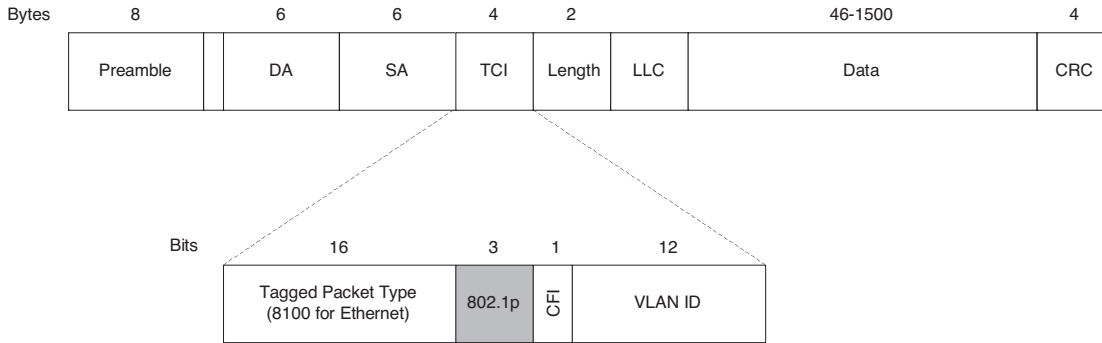 Bytes 8 6 6 4 2 46-1500 4
Preamble DA SA TCI Length LLC Data CRC
Bits 16 3 1 12
Tagged Packet Type
(8100 for Ethernet)
802.1p
CFI
VLAN ID